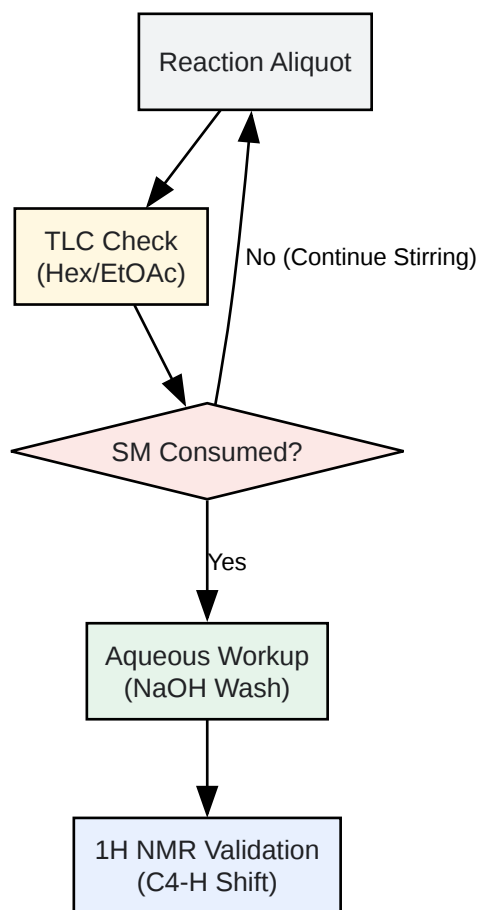 Reaction Aliquot
TLC Check
(Hex/EtOAc)
No (Continue Stirring)
SM Consumed?
Yes
Aqueous Workup
(NaOH Wash)
1H NMR Validation
(C4-H Shift)